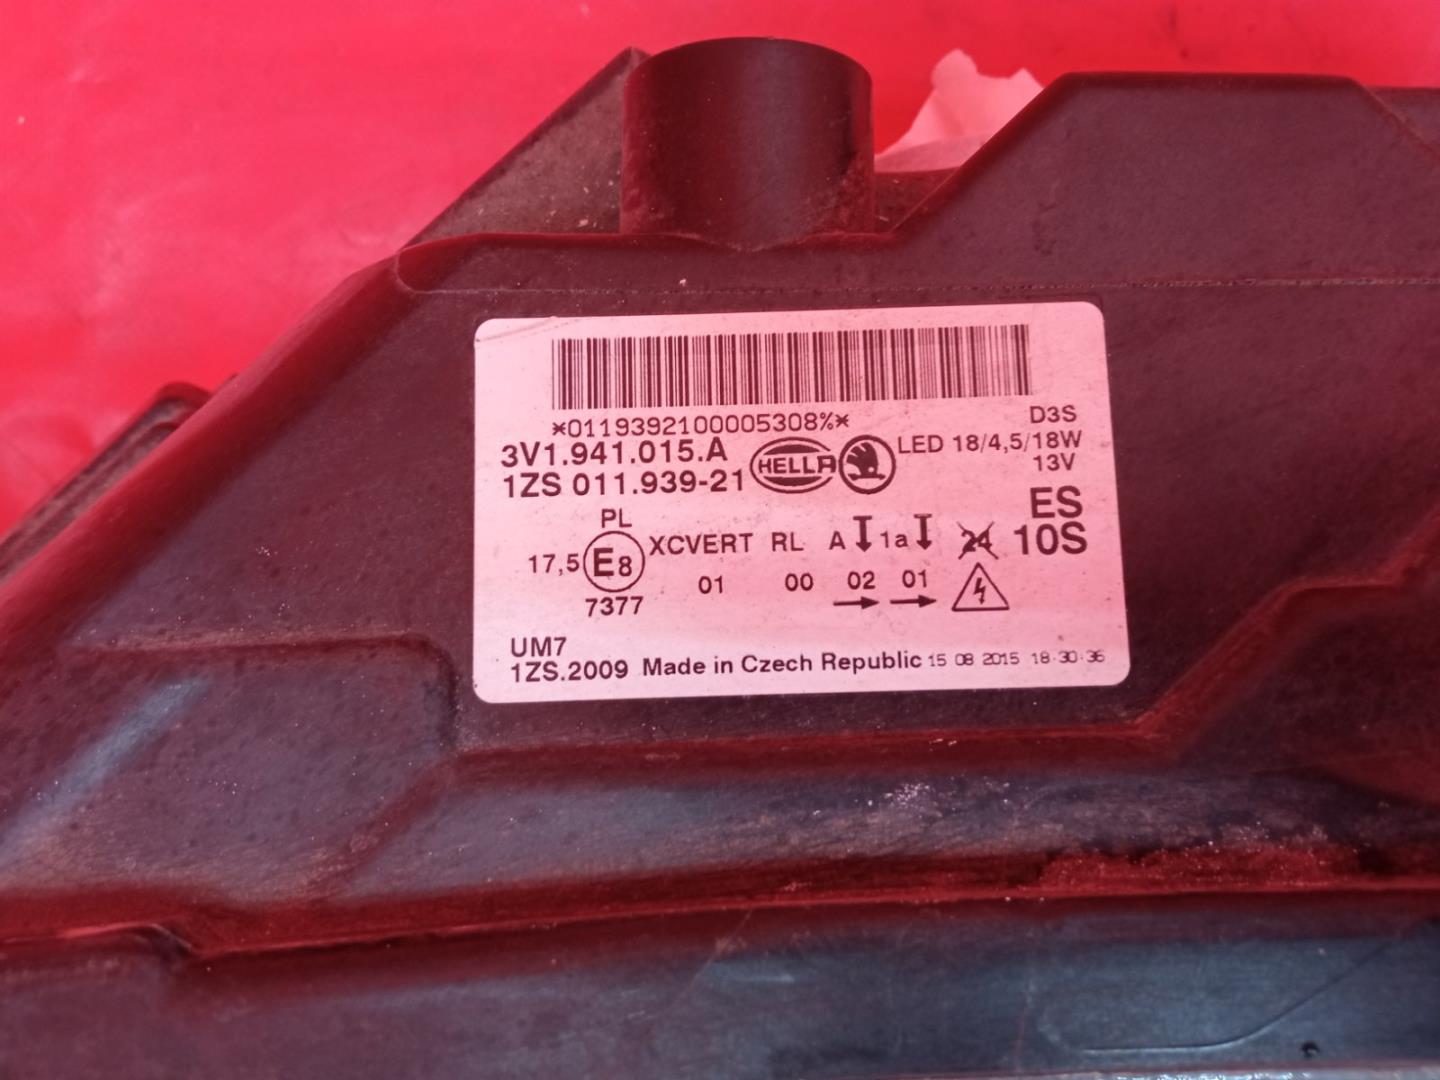 *0119392100005308%*
D3S
3V1.941.015.A
HELLA
LED 18/4,5/18W
13V
1ZS 011.939-21
ES
10S
PL
17,5 E8 XCVERT RL A 1a 24
01 00 02 01
7377
UM7
1ZS.2009 Made in Czech Republic 15 08 2015 18:30:36